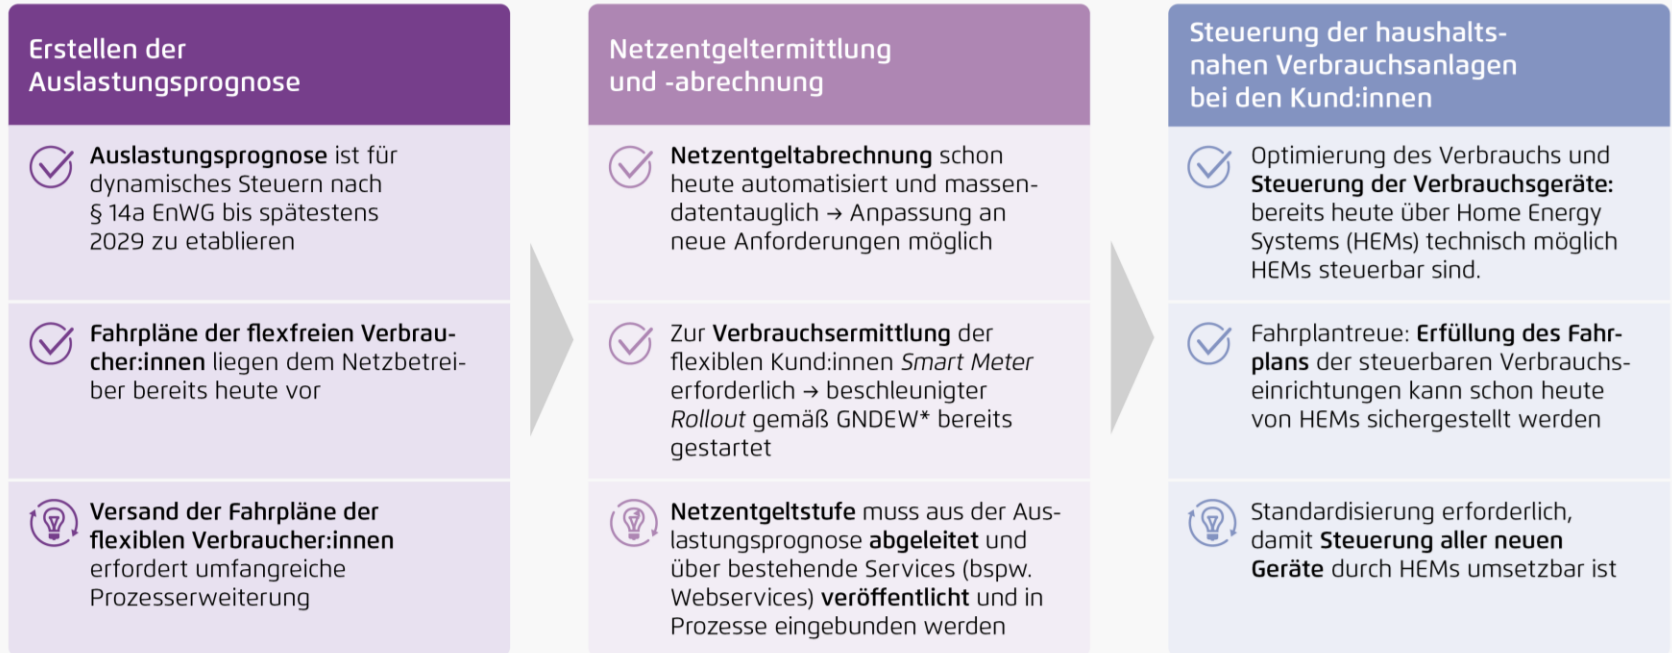 Erstellen der
Auslastungsprognose
Auslastungsprognose ist für
dynamisches Steuern nach
§ 14a EnWG bis spätestens
2029 zu etablieren
Fahrpläne der flexfreien Verbrau-
cher:innen liegen dem Netzbetrei-
ber bereits heute vor
Versand der Fahrpläne der
flexiblen Verbraucher:innen
erfordert umfangreiche
Prozesserweiterung
Netzentgeltermittlung
und -abrechnung
Netzentgeltabrechnung schon
heute automatisiert und massen-
datentauglich → Anpassung an
neue Anforderungen möglich
Zur Verbrauchsermittlung der
flexiblen Kund:innen Smart Meter
erforderlich → beschleunigter
Rollout gemäß GNDEW* bereits
gestartet
Netzentgeltstufe muss aus der Aus-
lastungsprognose abgeleitet und
über bestehende Services (bspw.
Webservices) veröffentlicht und in
Prozesse eingebunden werden
Steuerung der haushalts-
nahen Verbrauchsanlagen
bei den Kund:innen
Optimierung des Verbrauchs und
Steuerung der Verbrauchsgeräte:
bereits heute über Home Energy
Systems (HEMs) technisch möglich
HEMs steuerbar sind.
Fahrplantreue: Erfüllung des Fahr-
plans der steuerbaren Verbrauchs-
einrichtungen kann schon heute
von HEMs sichergestellt werden
Standardisierung erforderlich,
damit Steuerung aller neuen
Geräte durch HEMs umsetzbar ist